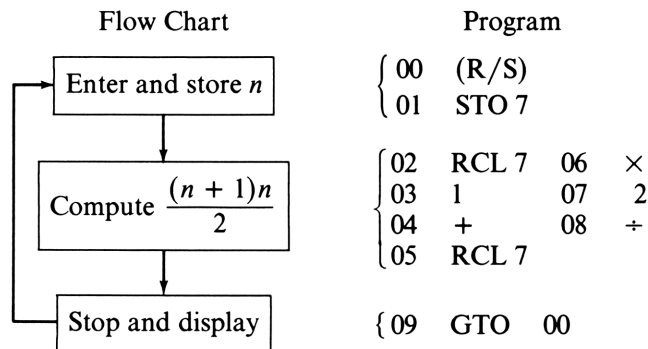 Flow Chart Program
Enter and store n
{ 00 (R/S)
01 STO 7
Compute (n + 1)n / 2
{ 02 RCL 7 06 ×
03 1 07 2
04 + 08 ÷
05 RCL 7
Stop and display
{ 09 GTO 00